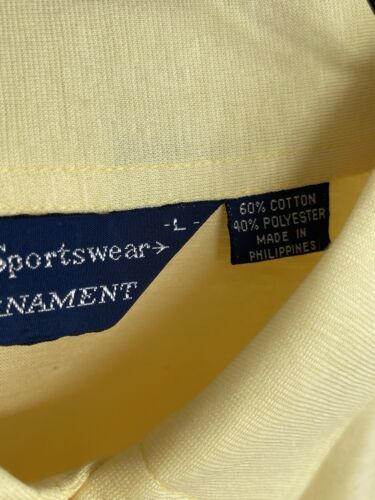 -L-
Sportswear
NAMENT
60% COTTON
40% POLYESTER
MADE IN
PHILIPPINES